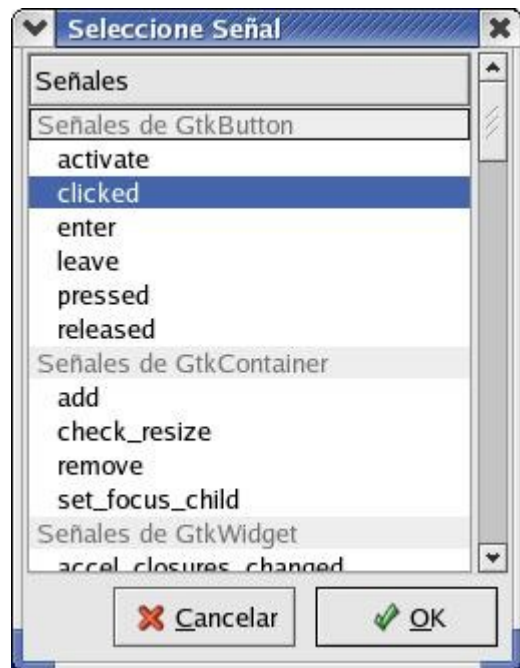 Seleccione Señal
Señales
Señales de GtkButton
activate
clicked
enter
leave
pressed
released
Señales de GtkContainer
add
check_resize
remove
set_focus_child
Señales de GtkWidget
accel_closures_changed
Cancelar
OK